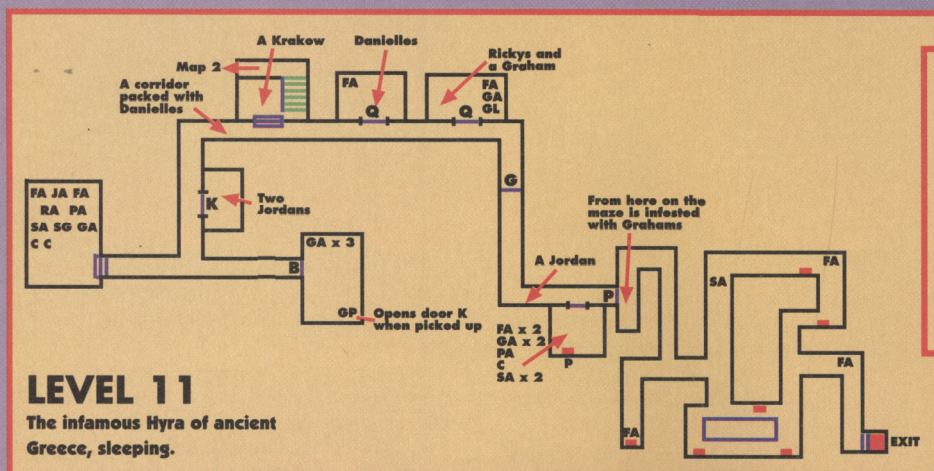 A Krakow
Danielles
Rickys and
a Graham
Map 2
A corridor
packed with
Danielles
FA
FA
GA
GL
Q
Q
G
FA JA FA
RA PA
SA SG GA
C C
K
Two
Jordans
From here on the
maze is infested
with Grahams
GA x 3
B
A Jordan
P
SA
FA
GP
Opens door K
when picked up
FA x 2
GA x 2
PA
C
SA x 2
P
FA
FA
EXIT
LEVEL 11
The infamous Hyra of ancient
Greece, sleeping.